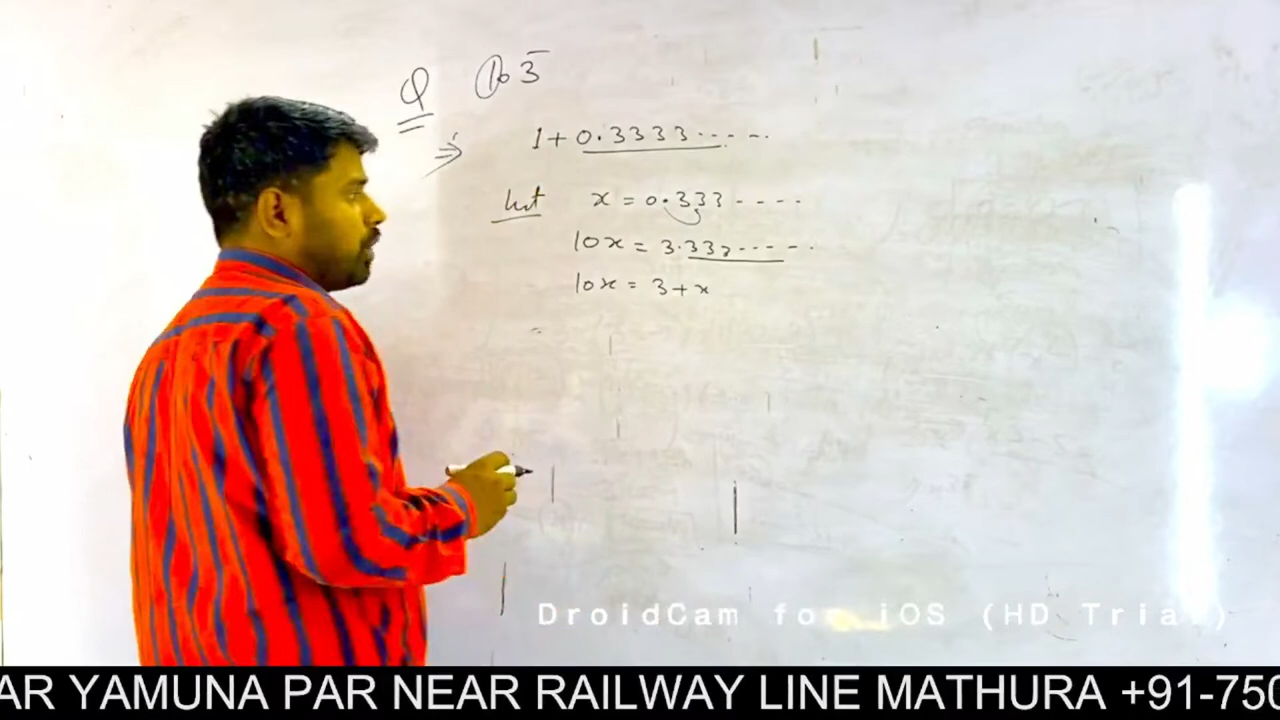 Q 1.3̅
⇒ 1 + 0.3333.....
Let x = 0.333....
10x = 3.333.....
10x = 3 + x
DroidCam for iOS (HD Trial)
AR YAMUNA PAR NEAR RAILWAY LINE MATHURA +91-750